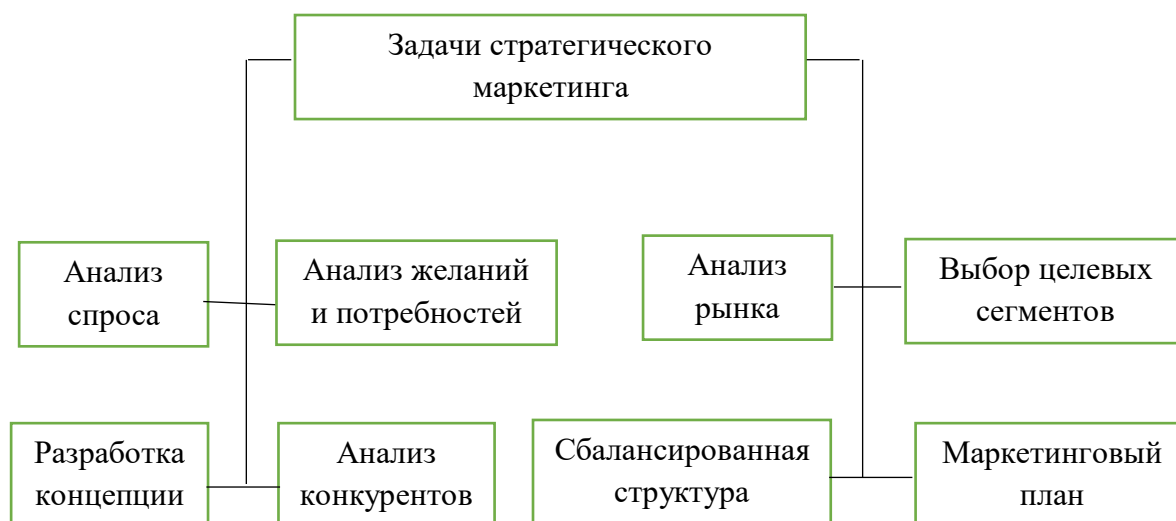 Задачи стратегического
маркетинга
Анализ
спроса
Анализ желаний
и потребностей
Анализ
рынка
Выбор целевых
сегментов
Разработка
концепции
Анализ
конкурентов
Сбалансированная
структура
Маркетинговый
план